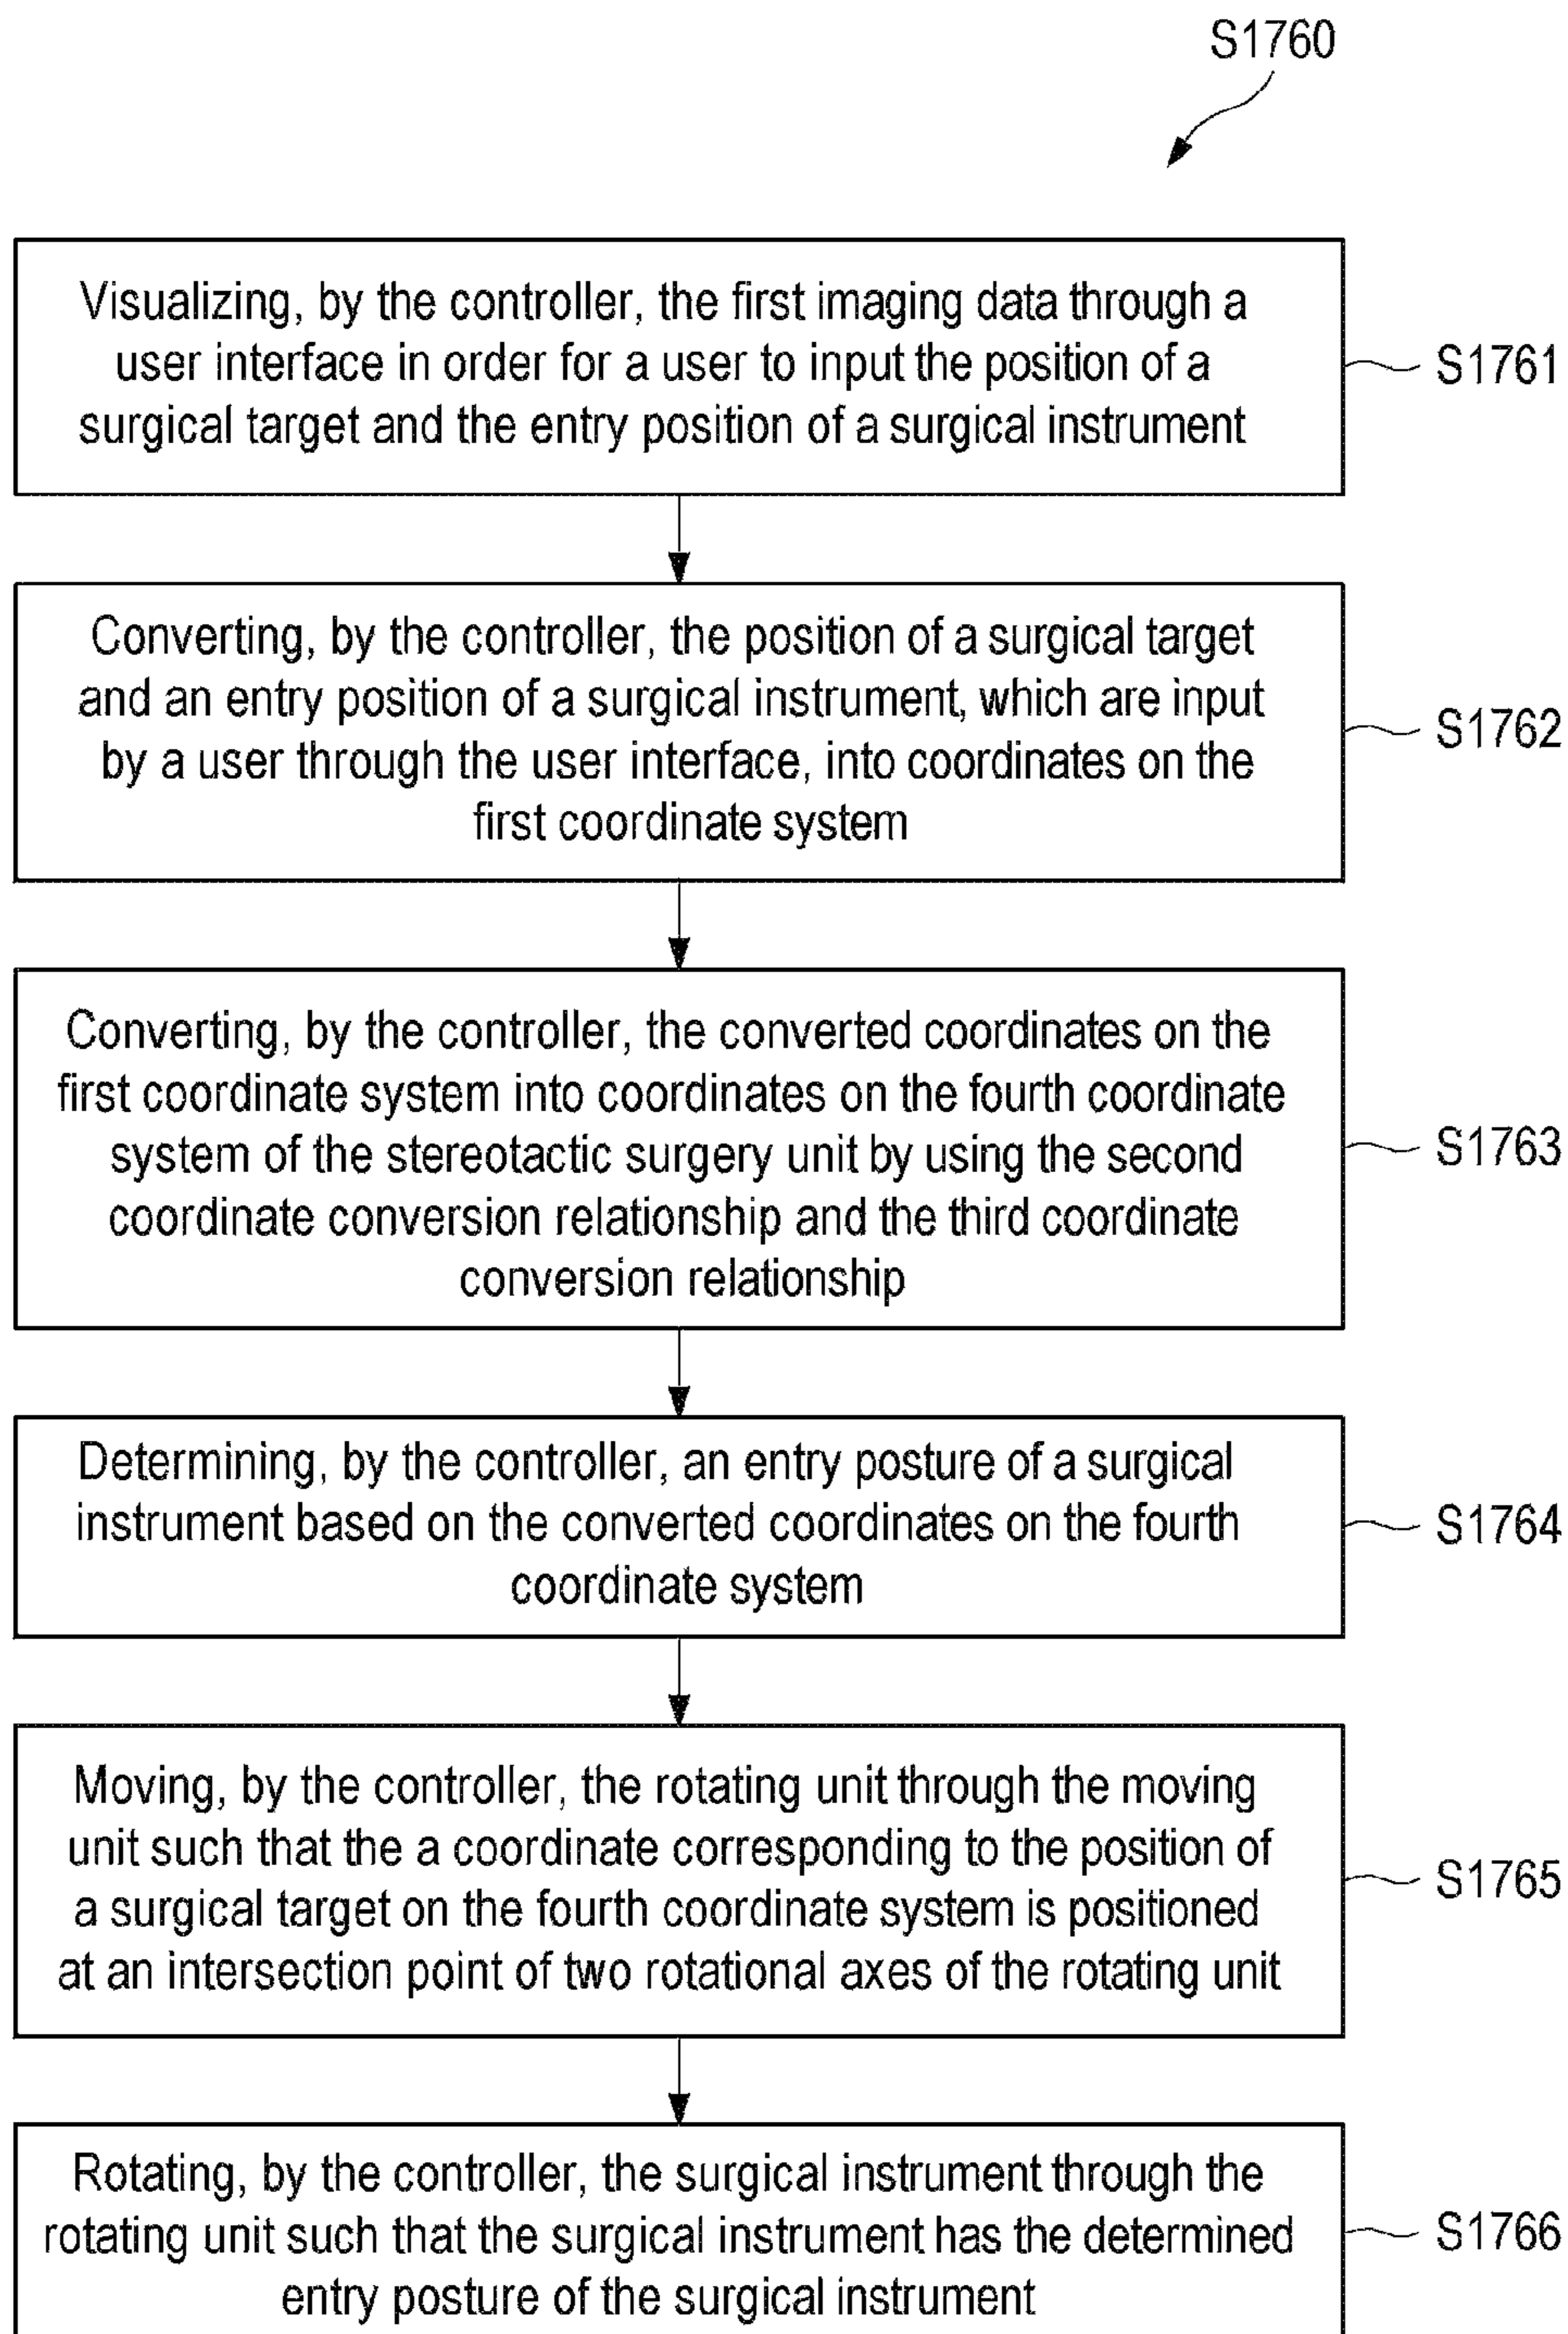 S1760
Visualizing, by the controller, the first imaging data through a
user interface in order for a user to input the position of a
surgical target and the entry position of a surgical instrument
S1761
Converting, by the controller, the position of a surgical target
and an entry position of a surgical instrument, which are input
by a user through the user interface, into coordinates on the
first coordinate system
S1762
Converting, by the controller, the converted coordinates on the
first coordinate system into coordinates on the fourth coordinate
system of the stereotactic surgery unit by using the second
coordinate conversion relationship and the third coordinate
conversion relationship
S1763
Determining, by the controller, an entry posture of a surgical
instrument based on the converted coordinates on the fourth
coordinate system
S1764
Moving, by the controller, the rotating unit through the moving
unit such that the a coordinate corresponding to the position of
a surgical target on the fourth coordinate system is positioned
at an intersection point of two rotational axes of the rotating unit
S1765
Rotating, by the controller, the surgical instrument through the
rotating unit such that the surgical instrument has the determined
entry posture of the surgical instrument
S1766